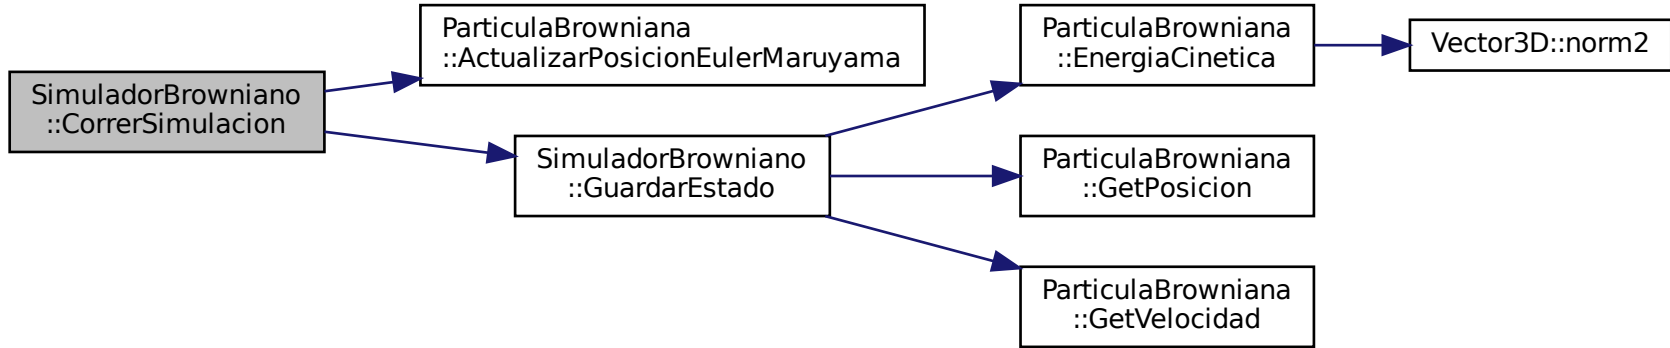 SimuladorBrowniano
::CorrerSimulacion
ParticulaBrowniana
::ActualizarPosicionEulerMaruyama
SimuladorBrowniano
::GuardarEstado
ParticulaBrowniana
::EnergiaCinetica
Vector3D::norm2
ParticulaBrowniana
::GetPosicion
ParticulaBrowniana
::GetVelocidad